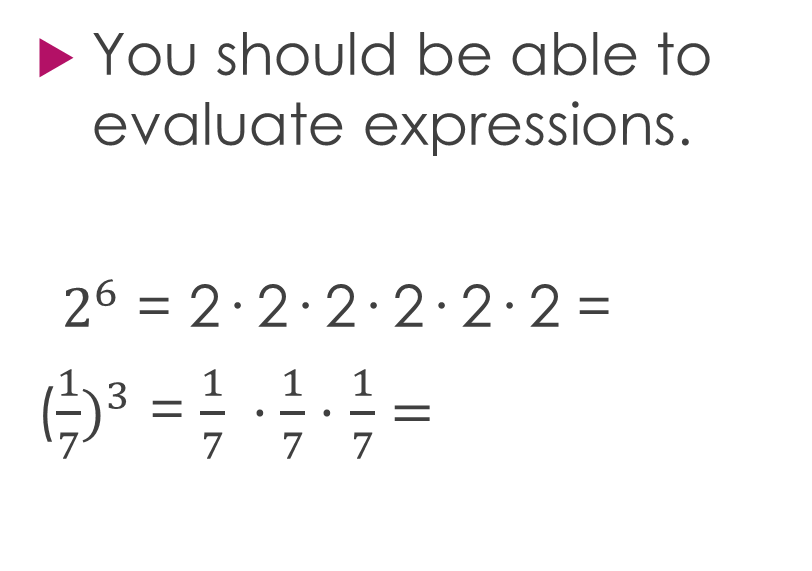 You should be able to
evaluate expressions.
2⁶ = 2 · 2 · 2 · 2 · 2 · 2 =
(1/7)³ = 1/7 · 1/7 · 1/7 =